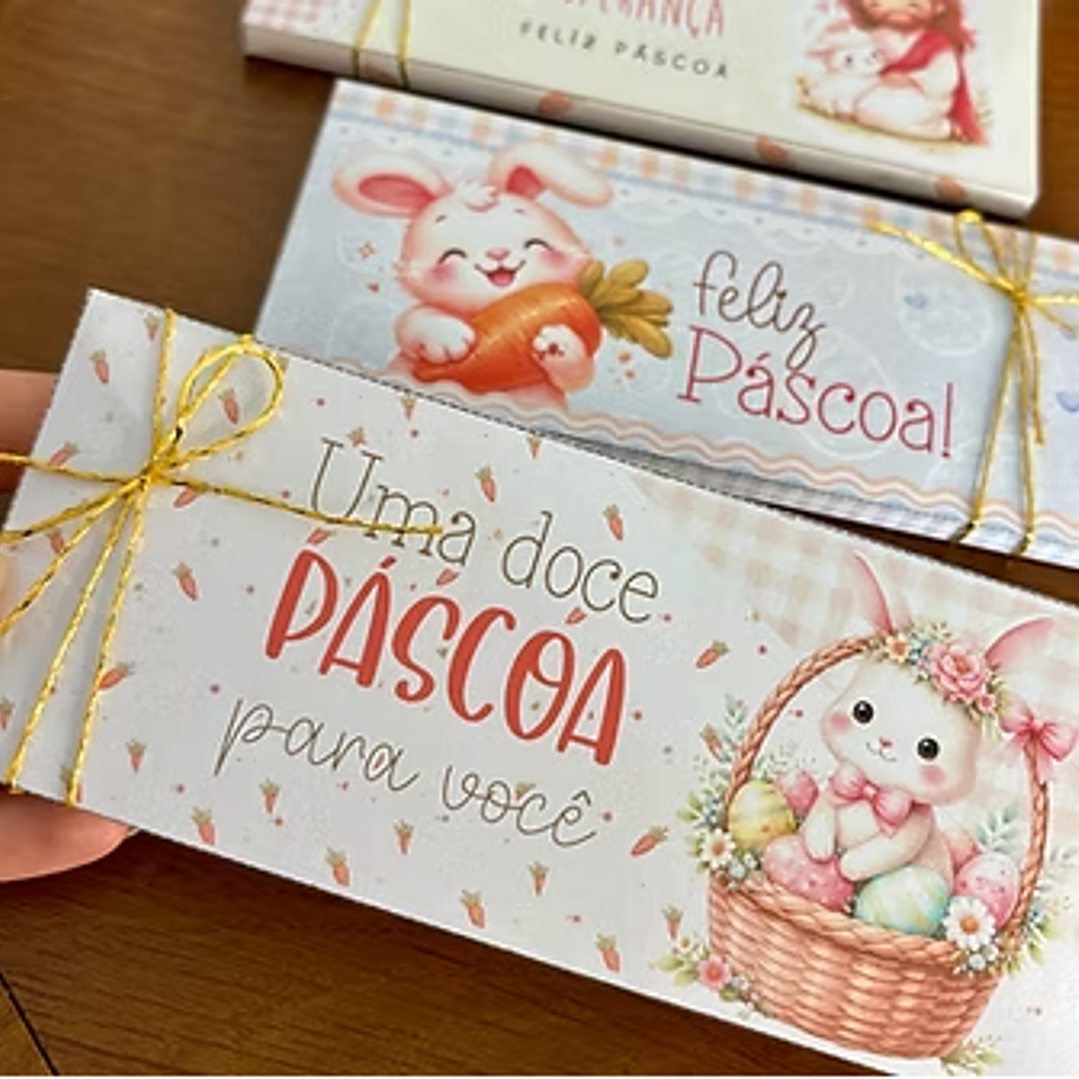 FELIZ PÁSCOA
feliz
Páscoa!
Uma doce
PÁSCOA
para você